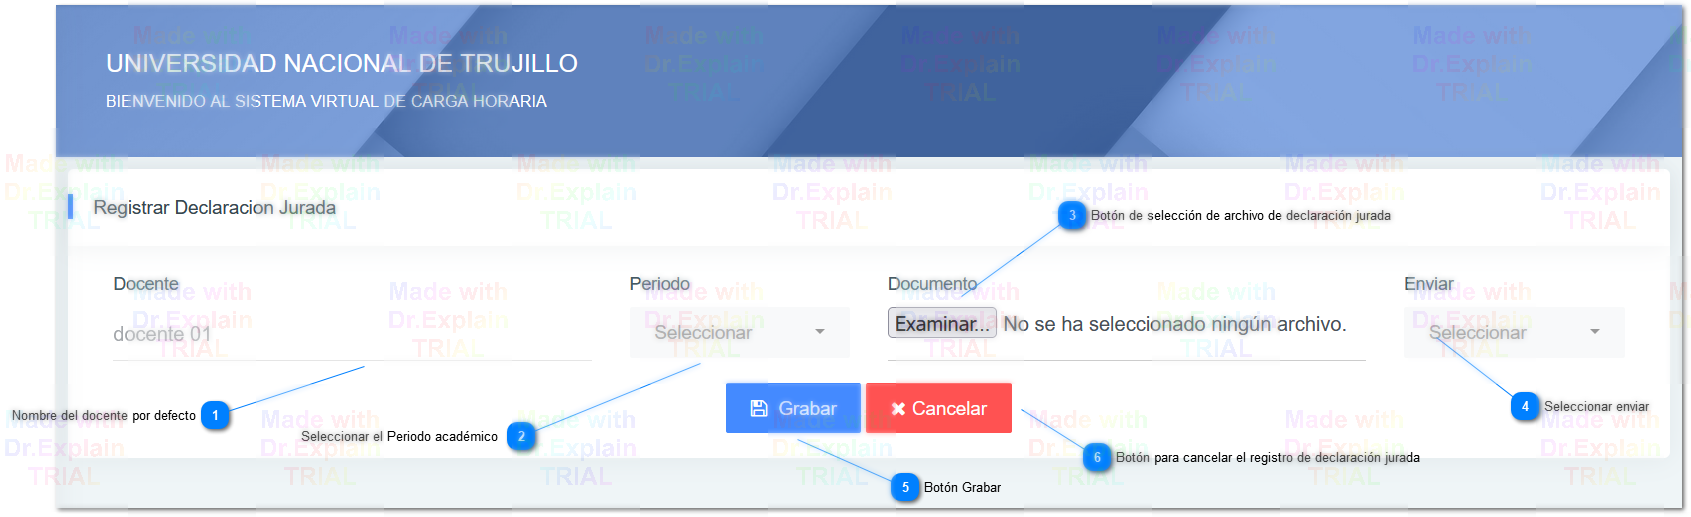 UNIVERSIDAD NACIONAL DE TRUJILLO
BIENVENIDO AL SISTEMA VIRTUAL DE CARGA HORARIA
Registrar Declaracion Jurada
3 Botón de selección de archivo de declaración jurada
Docente
Periodo
Documento
Enviar
docente 01
Seleccionar
Examinar... No se ha seleccionado ningún archivo.
Seleccionar
Grabar
Cancelar
Nombre del docente por defecto 1
Seleccionar el Periodo académico 2
4 Seleccionar enviar
6 Botón para cancelar el registro de declaración jurada
5 Botón Grabar
Made with
Dr.Explain
TRIAL